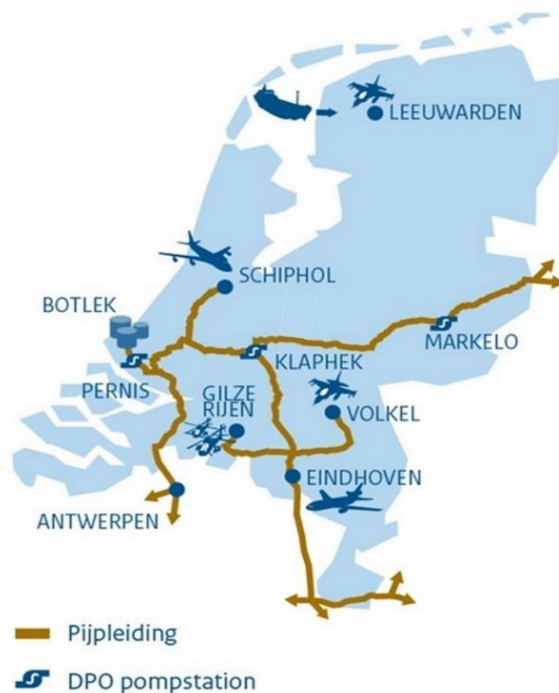 LEEUWARDEN
SCHIPHOL
BOTLEK
MARKELO
KLAPHEK
PERNIS
GILZE
RIJEN
VOLKEL
EINDHOVEN
ANTWERPEN
Pijpleiding
DPO pompstation